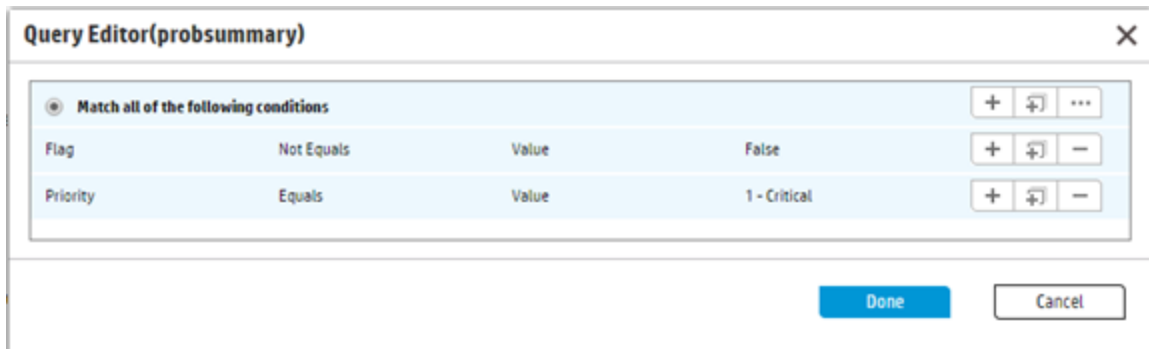 Query Editor(probsummary)
Match all of the following conditions
Flag Not Equals Value False
Priority Equals Value 1 - Critical
Done Cancel